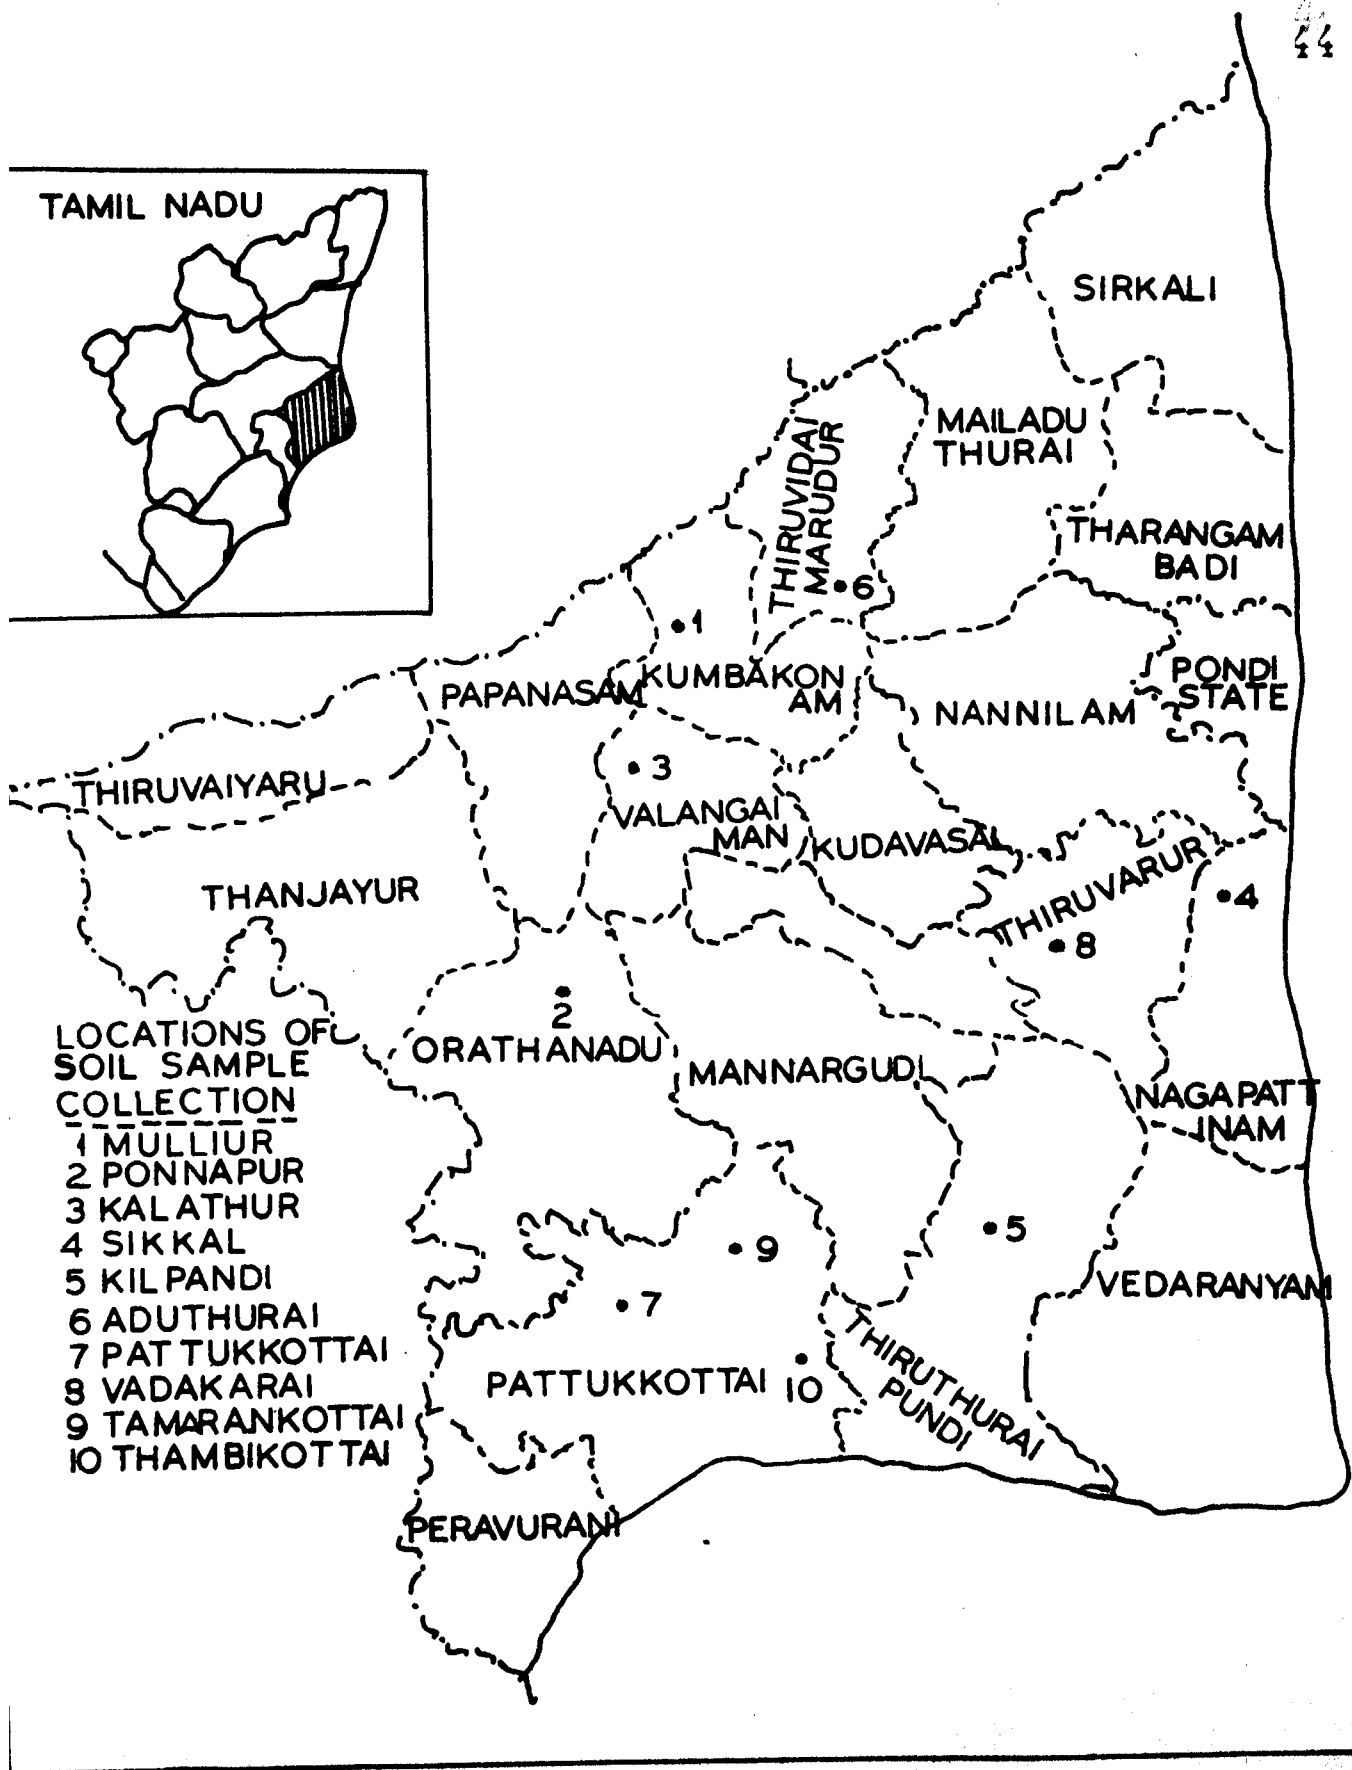 44
TAMIL NADU
SIRKALI
MAILADU
THURAI
THIRUVIDAI
MARUDUR
THARANGAM
BADI
6
1
KUMBAKON
AM
PAPANASAM
PONDI
STATE
NANNILAM
3
THIRUVAIYARU
VALANGAI
MAN
KUDAVASAL
THIRUVARUR
4
THANJAYUR
8
2
ORATHANADU
MANNARGUDI
NAGAPATT
INAM
LOCATIONS OF
SOIL SAMPLE
COLLECTION
1 MULLIUR
2 PONNAPUR
3 KALATHUR
4 SIKKAL
5 KILPANDI
6 ADUTHURAI
7 PATTUKKOTTAI
8 VADAKARAI
9 TAMARANKOTTAI
10 THAMBIKOTTAI
5
9
7
VEDARANYAM
PATTUKKOTTAI
10
THIRUTHURAI
PUNDI
PERAVURANI